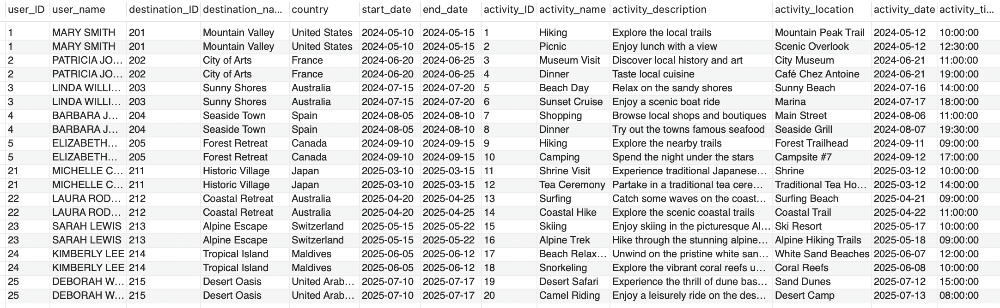 user_ID user_name destination_ID destination_na... country start_date end_date activity_ID activity_name activity_description activity_location activity_date activity_ti...
1 MARY SMITH 201 Mountain Valley United States 2024-05-10 2024-05-15 1 Hiking Explore the local trails Mountain Peak Trail 2024-05-12 10:00:00
1 MARY SMITH 201 Mountain Valley United States 2024-05-10 2024-05-15 2 Picnic Enjoy lunch with a view Scenic Overlook 2024-05-12 12:30:00
2 PATRICIA JO... 202 City of Arts France 2024-06-20 2024-06-25 3 Museum Visit Discover local history and art City Museum 2024-06-21 11:00:00
2 PATRICIA JO... 202 City of Arts France 2024-06-20 2024-06-25 4 Dinner Taste local cuisine Café Chez Antoine 2024-06-21 19:00:00
3 LINDA WILLI... 203 Sunny Shores Australia 2024-07-15 2024-07-20 5 Beach Day Relax on the sandy shores Sunny Beach 2024-07-16 14:00:00
3 LINDA WILLI... 203 Sunny Shores Australia 2024-07-15 2024-07-20 6 Sunset Cruise Enjoy a scenic boat ride Marina 2024-07-17 18:00:00
4 BARBARA J... 204 Seaside Town Spain 2024-08-05 2024-08-10 7 Shopping Browse local shops and boutiques Main Street 2024-08-06 11:00:00
4 BARBARA J... 204 Seaside Town Spain 2024-08-05 2024-08-10 8 Dinner Try out the towns famous seafood Seaside Grill 2024-08-07 19:30:00
5 ELIZABETH... 205 Forest Retreat Canada 2024-09-10 2024-09-15 9 Hiking Explore the nearby trails Forest Trailhead 2024-09-11 09:00:00
5 ELIZABETH... 205 Forest Retreat Canada 2024-09-10 2024-09-15 10 Camping Spend the night under the stars Campsite #7 2024-09-12 17:00:00
21 MICHELLE C... 211 Historic Village Japan 2025-03-10 2025-03-15 11 Shrine Visit Experience traditional Japanese... Shrine 2025-03-12 10:00:00
21 MICHELLE C... 211 Historic Village Japan 2025-03-10 2025-03-15 12 Tea Ceremony Partake in a traditional tea cere... Traditional Tea Ho... 2025-03-12 14:00:00
22 LAURA ROD... 212 Coastal Retreat Australia 2025-04-20 2025-04-25 13 Surfing Catch some waves on the coast... Surfing Beach 2025-04-21 09:00:00
22 LAURA ROD... 212 Coastal Retreat Australia 2025-04-20 2025-04-25 14 Coastal Hike Explore the scenic coastal trails Coastal Trail 2025-04-22 11:00:00
23 SARAH LEWIS 213 Alpine Escape Switzerland 2025-05-15 2025-05-22 15 Skiing Enjoy skiing in the picturesque Al... Ski Resort 2025-05-17 10:00:00
23 SARAH LEWIS 213 Alpine Escape Switzerland 2025-05-15 2025-05-22 16 Alpine Trek Hike through the stunning alpine... Alpine Hiking Trails 2025-05-18 09:00:00
24 KIMBERLY LEE 214 Tropical Island Maldives 2025-06-05 2025-06-12 17 Beach Relax... Unwind on the pristine white san... White Sand Beaches 2025-06-07 12:00:00
24 KIMBERLY LEE 214 Tropical Island Maldives 2025-06-05 2025-06-12 18 Snorkeling Explore the vibrant coral reefs u... Coral Reefs 2025-06-08 10:00:00
25 DEBORAH W... 215 Desert Oasis United Arab... 2025-07-10 2025-07-17 19 Desert Safari Experience the thrill of dune bas... Sand Dunes 2025-07-12 15:00:00
25 DEBORAH W... 215 Desert Oasis United Arab... 2025-07-10 2025-07-17 20 Camel Riding Enjoy a leisurely ride on the des... Desert Camp 2025-07-13 08:00:00